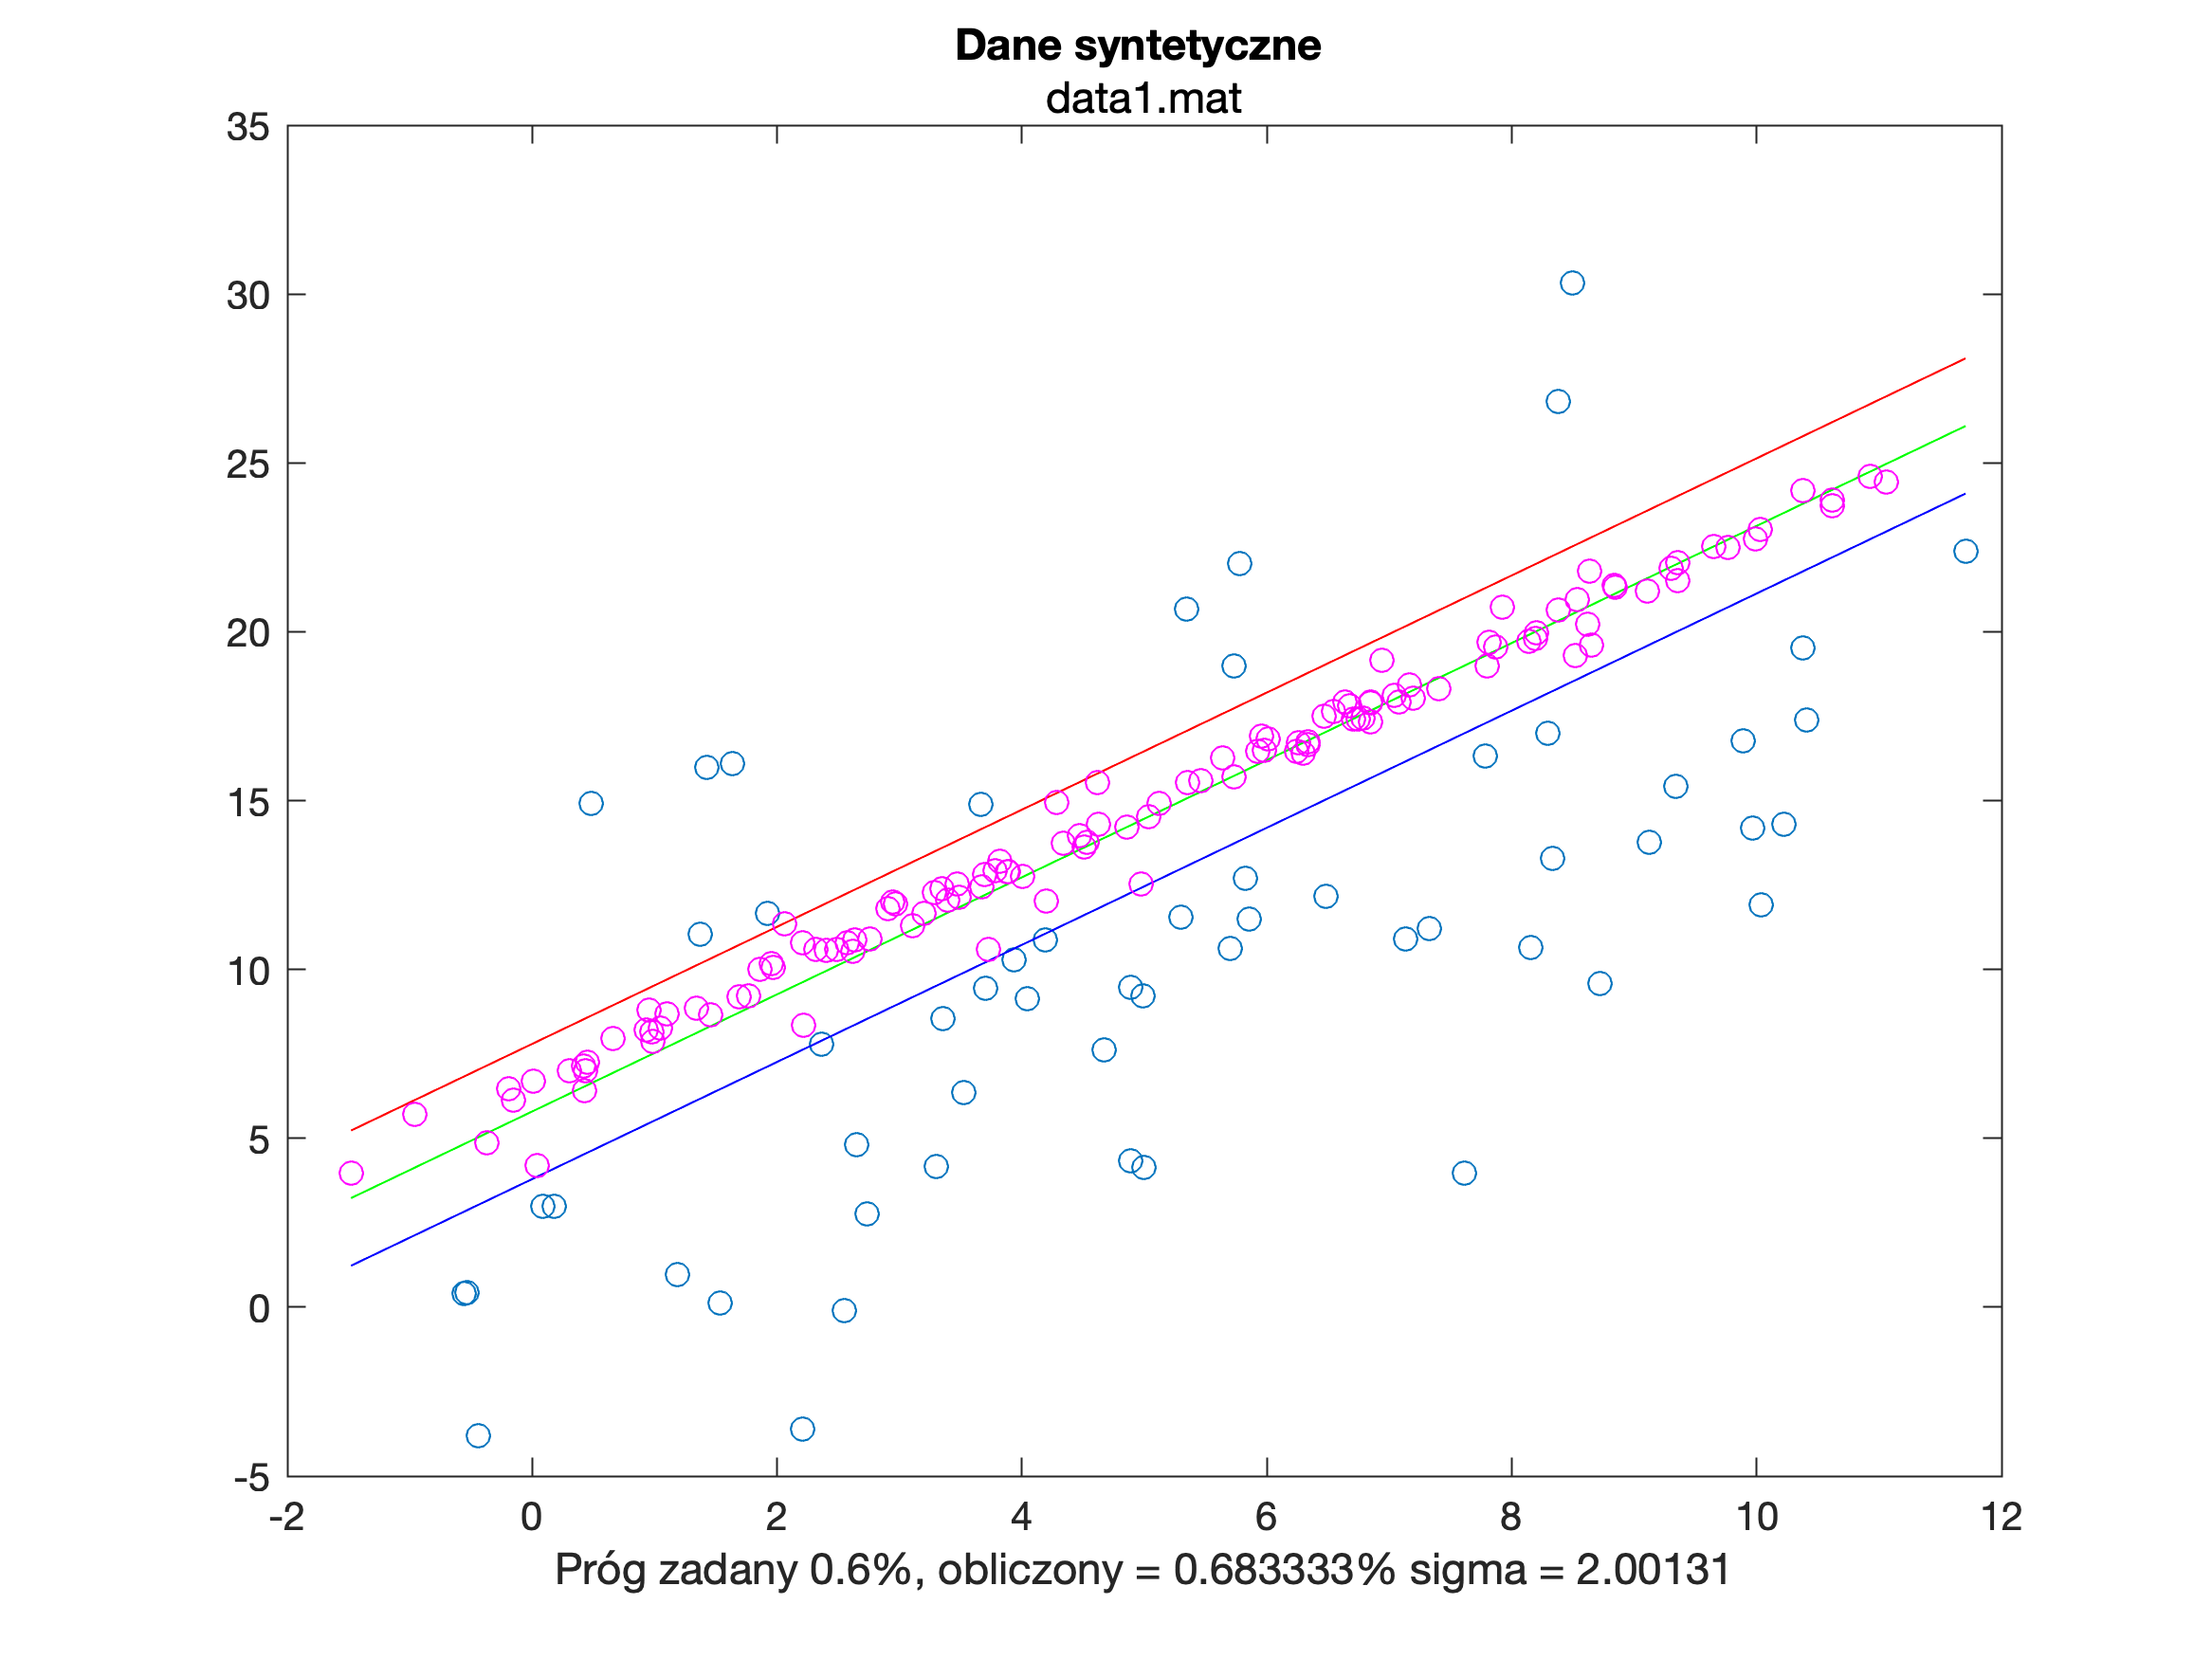 Dane syntetyczne
data1.mat
35
30
25
20
15
10
5
0
-5
-2 0 2 4 6 8 10 12
Próg zadany 0.6%, obliczony = 0.683333% sigma = 2.00131